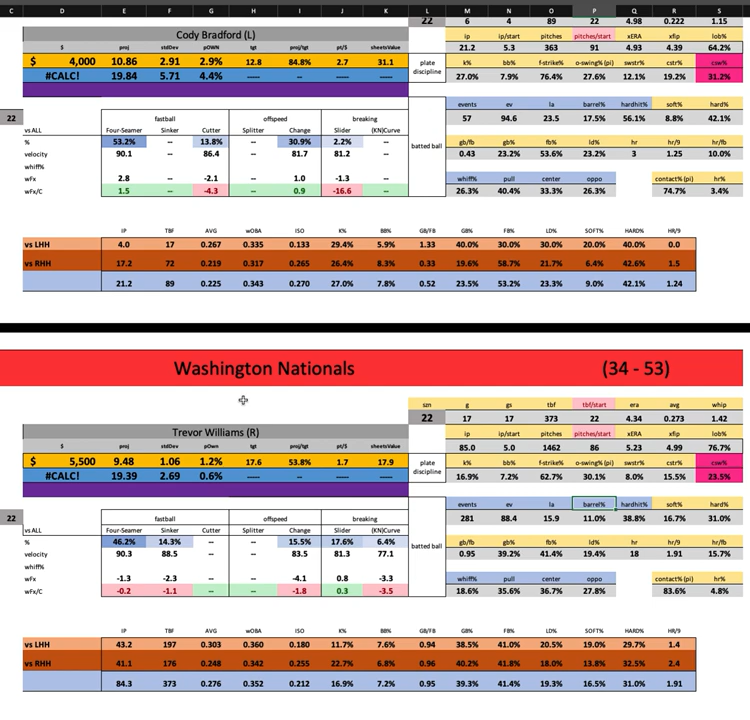 C D E F G H I J K L M N O P Q R S
22 6 4 89 22 4.98 0.222 1.15
Cody Bradford (L) ip ip/start pitches pitches/start xERA xfip lob%
21.2 5.3 363 91 4.93 4.39 64.2%
$ proj stdDev pOWN tgt proj/tgt pt/$ sheetsValue
$ 4,000 10.86 2.91 2.9% 12.8 84.8% 2.7 31.1 plate discipline k% bb% f-strike% o-swing% (pi) swstr% cstr% csw%
#CALC! 19.84 5.71 4.4% ---- -- ---- ---- 27.0% 7.9% 76.4% 27.6% 12.1% 19.2% 31.2%
events ev la barrel% hardhit% soft% hard%
22 fastball offspeed breaking 57 94.6 23.5 17.5% 56.1% 8.8% 42.1%
vs ALL Four-Seamer Sinker Cutter Splitter Change Slider (KN)Curve
% 53.2% -- 13.8% -- 30.9% 2.2% -- batted ball gb/fb gb% fb% ld% hr hr/9 hr/fb
velocity 90.1 -- 86.4 -- 81.7 81.2 -- 0.43 23.2% 53.6% 23.2% 3 1.25 10.0%
whiff%
wFx 2.8 -- -2.1 -- 1.0 -1.3 -- whiff% pull center oppo contact% (pi) hr%
wFx/C 1.5 -- -4.3 -- 0.9 -16.6 -- 26.3% 40.4% 33.3% 26.3% 74.7% 3.4%
IP TBF AVG wOBA ISO K% BB% GB/FB GB% FB% LD% SOFT% HARD% HR/9
vs LHH 4.0 17 0.267 0.335 0.133 29.4% 5.9% 1.33 40.0% 30.0% 30.0% 20.0% 40.0% 0.0
vs RHH 17.2 72 0.219 0.317 0.265 26.4% 8.3% 0.33 19.6% 58.7% 21.7% 6.4% 42.6% 1.5
21.2 89 0.225 0.343 0.270 27.0% 7.8% 0.52 23.5% 53.2% 23.3% 9.0% 42.1% 1.24
Washington Nationals (34 - 53)
szn g gs tbf tbf/start era avg whip
22 17 17 373 22 4.34 0.273 1.42
Trevor Williams (R) ip ip/start pitches pitches/start xERA xfip lob%
$ proj stdDev pOwn tgt proj/tgt pt/$ sheetsValue 85.0 5.0 1462 86 5.23 4.99 76.7%
$ 5,500 9.48 1.06 1.2% 17.6 53.8% 1.7 17.9 plate discipline k% bb% f-strike% o-swing% (pi) swstr% cstr% csw%
#CALC! 19.39 2.69 0.6% ---- -- ---- ---- 16.9% 7.2% 62.7% 30.1% 8.0% 15.5% 23.5%
events ev la barrel% hardhit% soft% hard%
22 fastball offspeed breaking 281 88.4 15.9 11.0% 38.8% 16.7% 31.0%
vs ALL Four-Seamer Sinker Cutter Splitter Change Slider (KN)Curve
% 46.2% 14.3% -- -- 15.5% 17.6% 6.4% batted ball gb/fb gb% fb% ld% hr hr/9 hr/fb
velocity 90.3 88.5 -- -- 83.5 81.3 77.1 0.95 39.2% 41.4% 19.4% 18 1.91 15.7%
whiff%
wFx -1.3 -2.3 -- -- -4.1 0.8 -3.3 whiff% pull center oppo contact% (pi) hr%
wFx/C -0.2 -1.1 -- -- -1.8 0.3 -3.5 18.6% 35.6% 36.7% 27.8% 83.6% 4.8%
IP TBF AVG wOBA ISO K% BB% GB/FB GB% FB% LD% SOFT% HARD% HR/9
vs LHH 43.2 197 0.303 0.360 0.180 11.7% 7.6% 0.94 38.5% 41.0% 20.5% 19.0% 29.7% 1.4
vs RHH 41.1 176 0.248 0.342 0.255 22.7% 6.8% 0.96 40.2% 41.8% 18.0% 13.8% 32.5% 2.4
84.3 373 0.276 0.352 0.212 16.9% 7.2% 0.95 39.3% 41.4% 19.3% 16.5% 31.0% 1.91